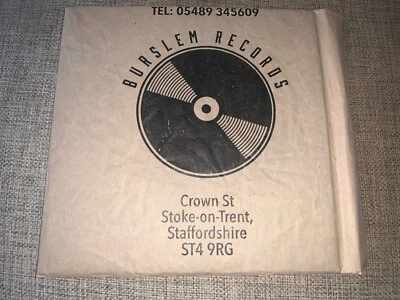 TEL: 05489 345609
BURSLEM RECORDS
Crown St
Stoke-on-Trent,
Staffordshire
ST4 9RG